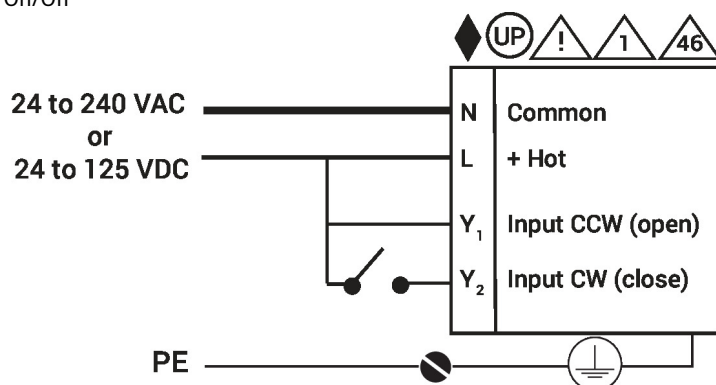 On/Off
UP ! 1 46
24 to 240 VAC
or
24 to 125 VDC
N Common
L + Hot
Y₁ Input CCW (open)
Y₂ Input CW (close)
PE